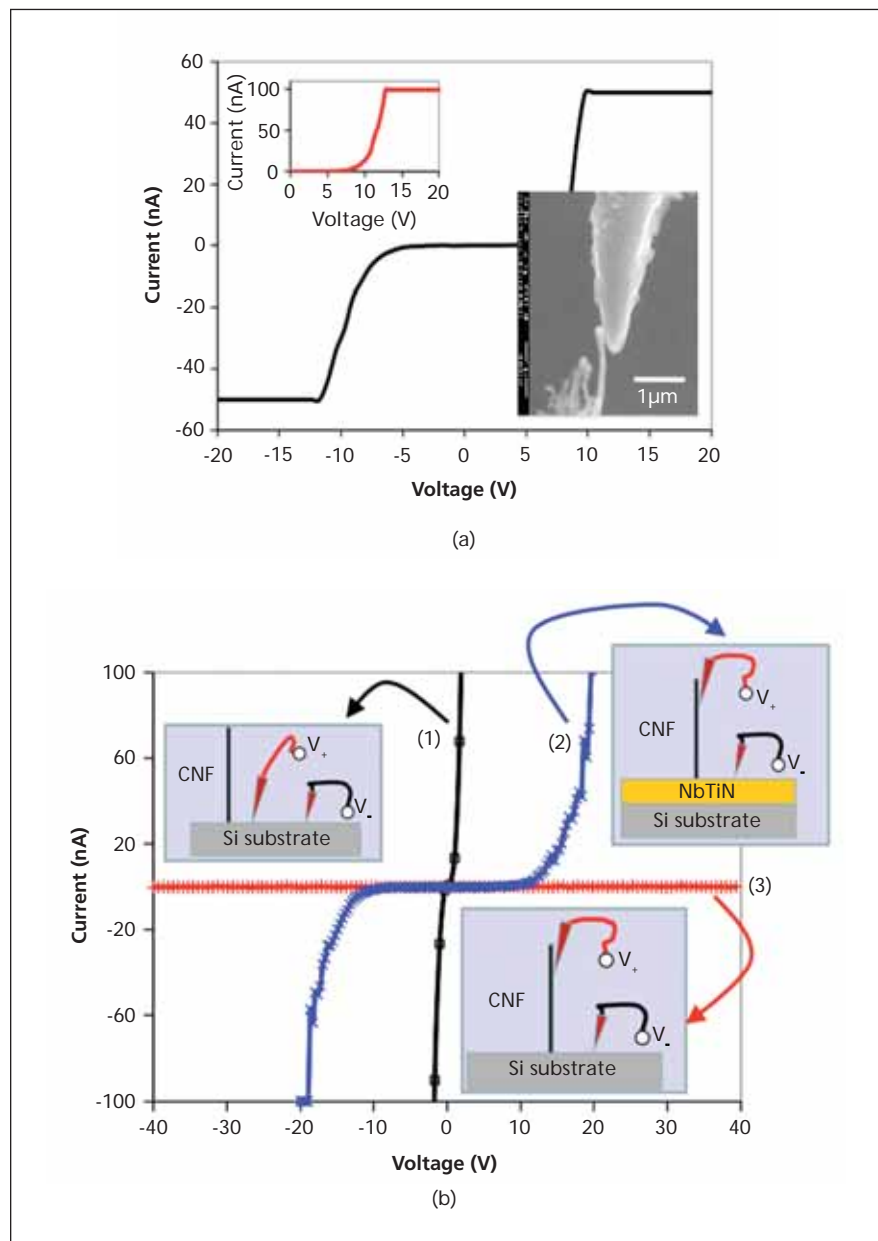 60
40
20
0
-20
-40
-60
Current (nA)
-20 -15 -10 -5 0 5 10 15 20
Voltage (V)
100
50
0
Current (nA)
0 5 10 15 20
Voltage (V)
1µm
(a)
100
60
20
-20
-60
-100
Current (nA)
-40 -30 -20 -10 0 10 20 30 40
Voltage (V)
(1)
(2)
(3)
CNF
V+
V-
Si substrate
CNF
V+
V-
NbTiN
Si substrate
CNF
V+
V-
Si substrate
(b)